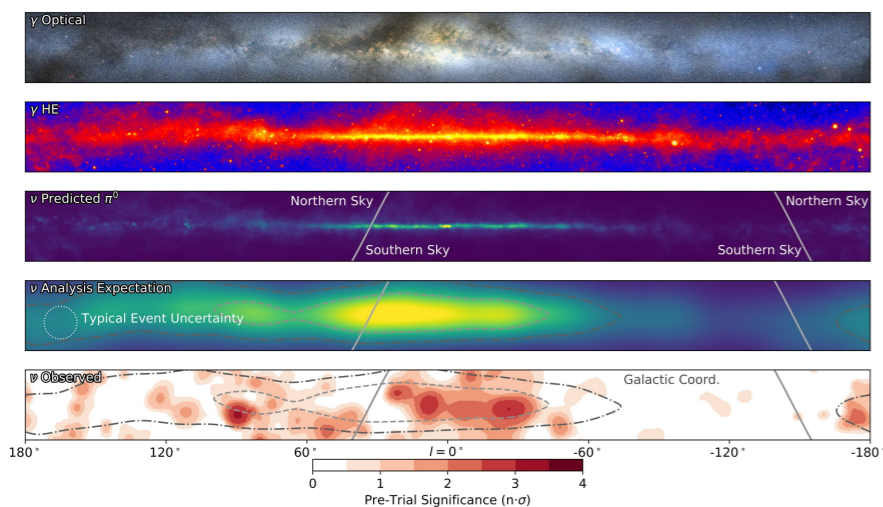 γ Optical
γ HE
ν Predicted π⁰
Northern Sky
Northern Sky
Southern Sky
Southern Sky
ν Analysis Expectation
Typical Event Uncertainty
ν Observed
Galactic Coord.
180° 120° 60° l = 0° -60° -120° -180°
0 1 2 3 4
Pre-Trial Significance (n·σ)